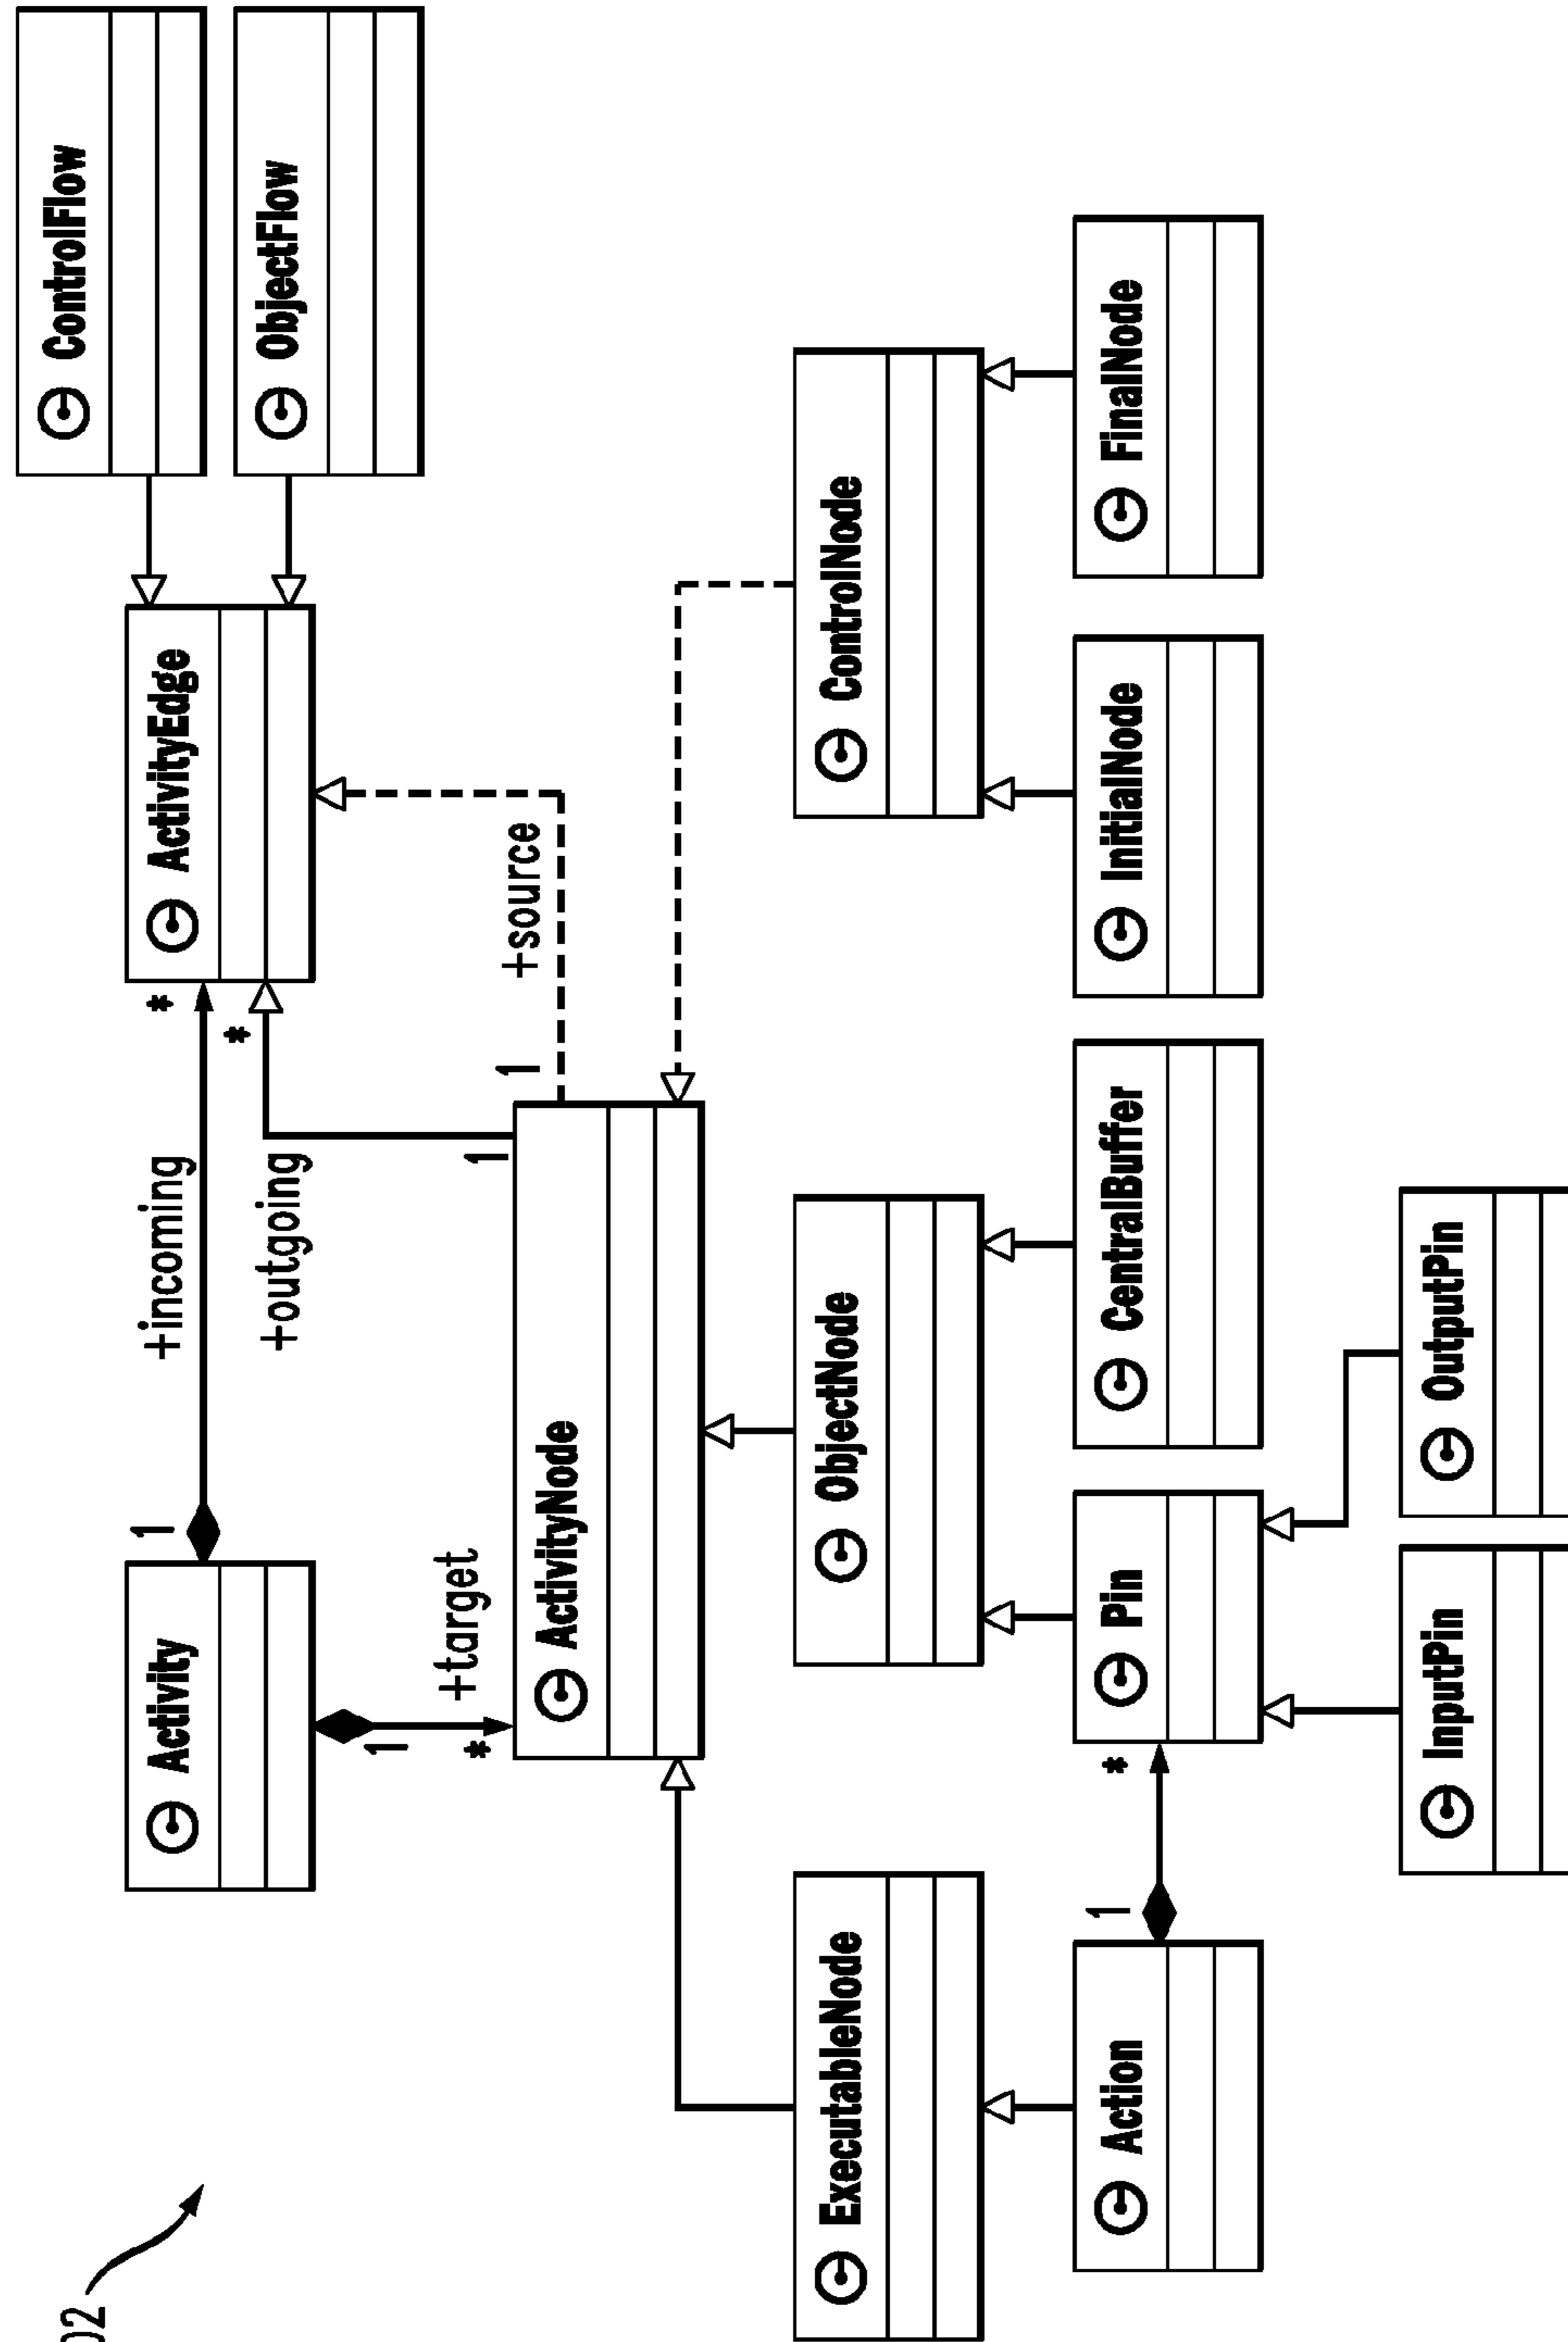 02
Activity
1
+incoming
*
ActivityEdge
ControlFlow
ObjectFlow
+outgoing
*
1
*
+target
1
1
+source
ActivityNode
ExecutableNode
ObjectNode
ControlNode
Action
1
*
Pin
CentralBuffer
InitialNode
FinalNode
InputPin
OutputPin